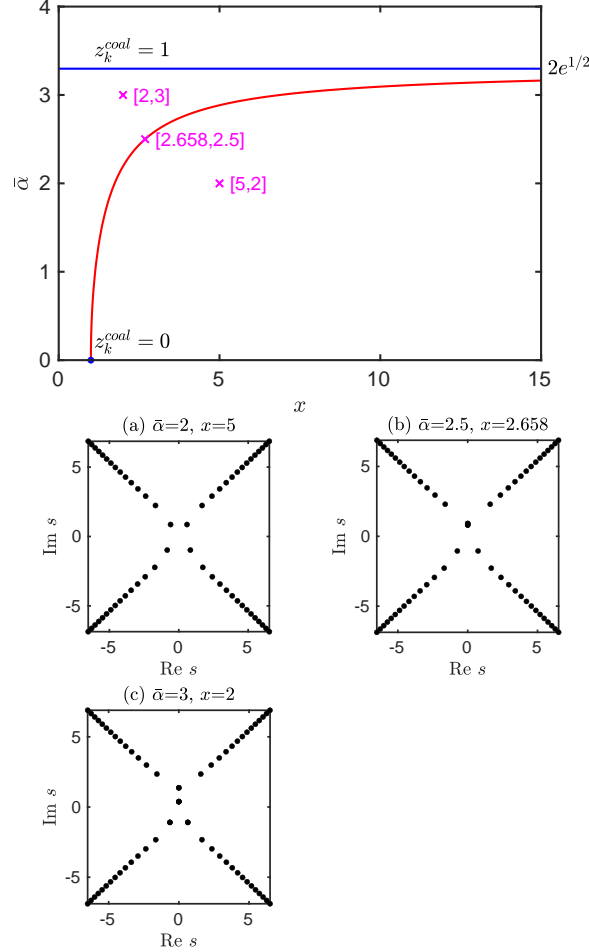 4
z_k^{coal} = 1
2e^{1/2}
3
[2,3]
[2.658,2.5]
ᾱ
2
[5,2]
1
z_k^{coal} = 0
0
0 5 10 15
x
(a) ᾱ=2, x=5
5
0
-5
Im s
-5 0 5
Re s
(b) ᾱ=2.5, x=2.658
5
0
-5
Im s
-5 0 5
Re s
(c) ᾱ=3, x=2
5
0
-5
Im s
-5 0 5
Re s